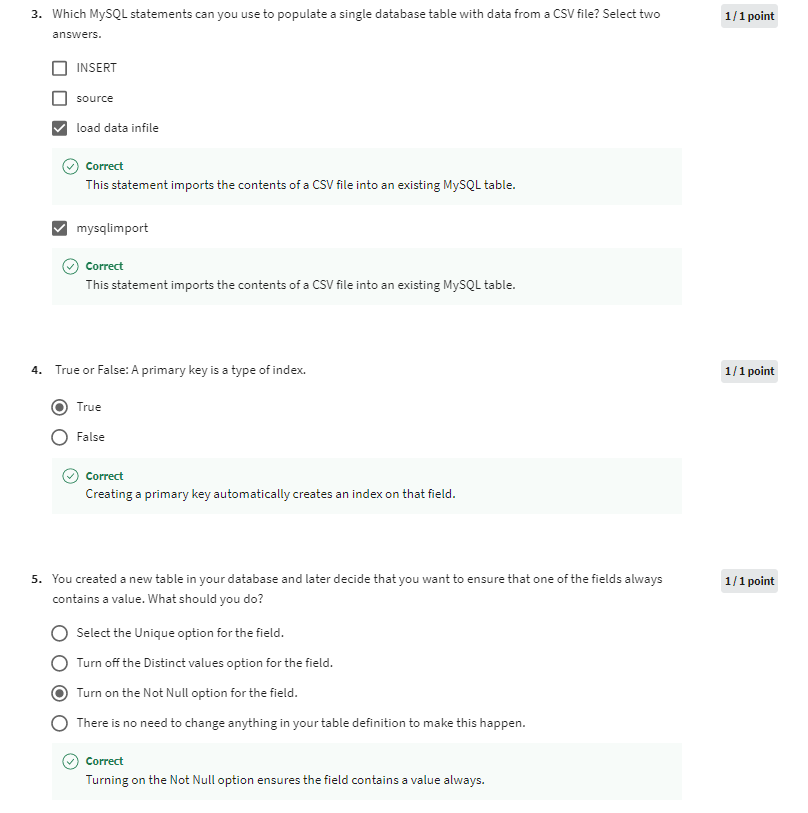 3. Which MySQL statements can you use to populate a single database table with data from a CSV file? Select two
answers.
1 / 1 point
INSERT
source
load data infile
Correct
This statement imports the contents of a CSV file into an existing MySQL table.
mysqlimport
Correct
This statement imports the contents of a CSV file into an existing MySQL table.
4. True or False: A primary key is a type of index.
1 / 1 point
True
False
Correct
Creating a primary key automatically creates an index on that field.
5. You created a new table in your database and later decide that you want to ensure that one of the fields always
contains a value. What should you do?
1 / 1 point
Select the Unique option for the field.
Turn off the Distinct values option for the field.
Turn on the Not Null option for the field.
There is no need to change anything in your table definition to make this happen.
Correct
Turning on the Not Null option ensures the field contains a value always.